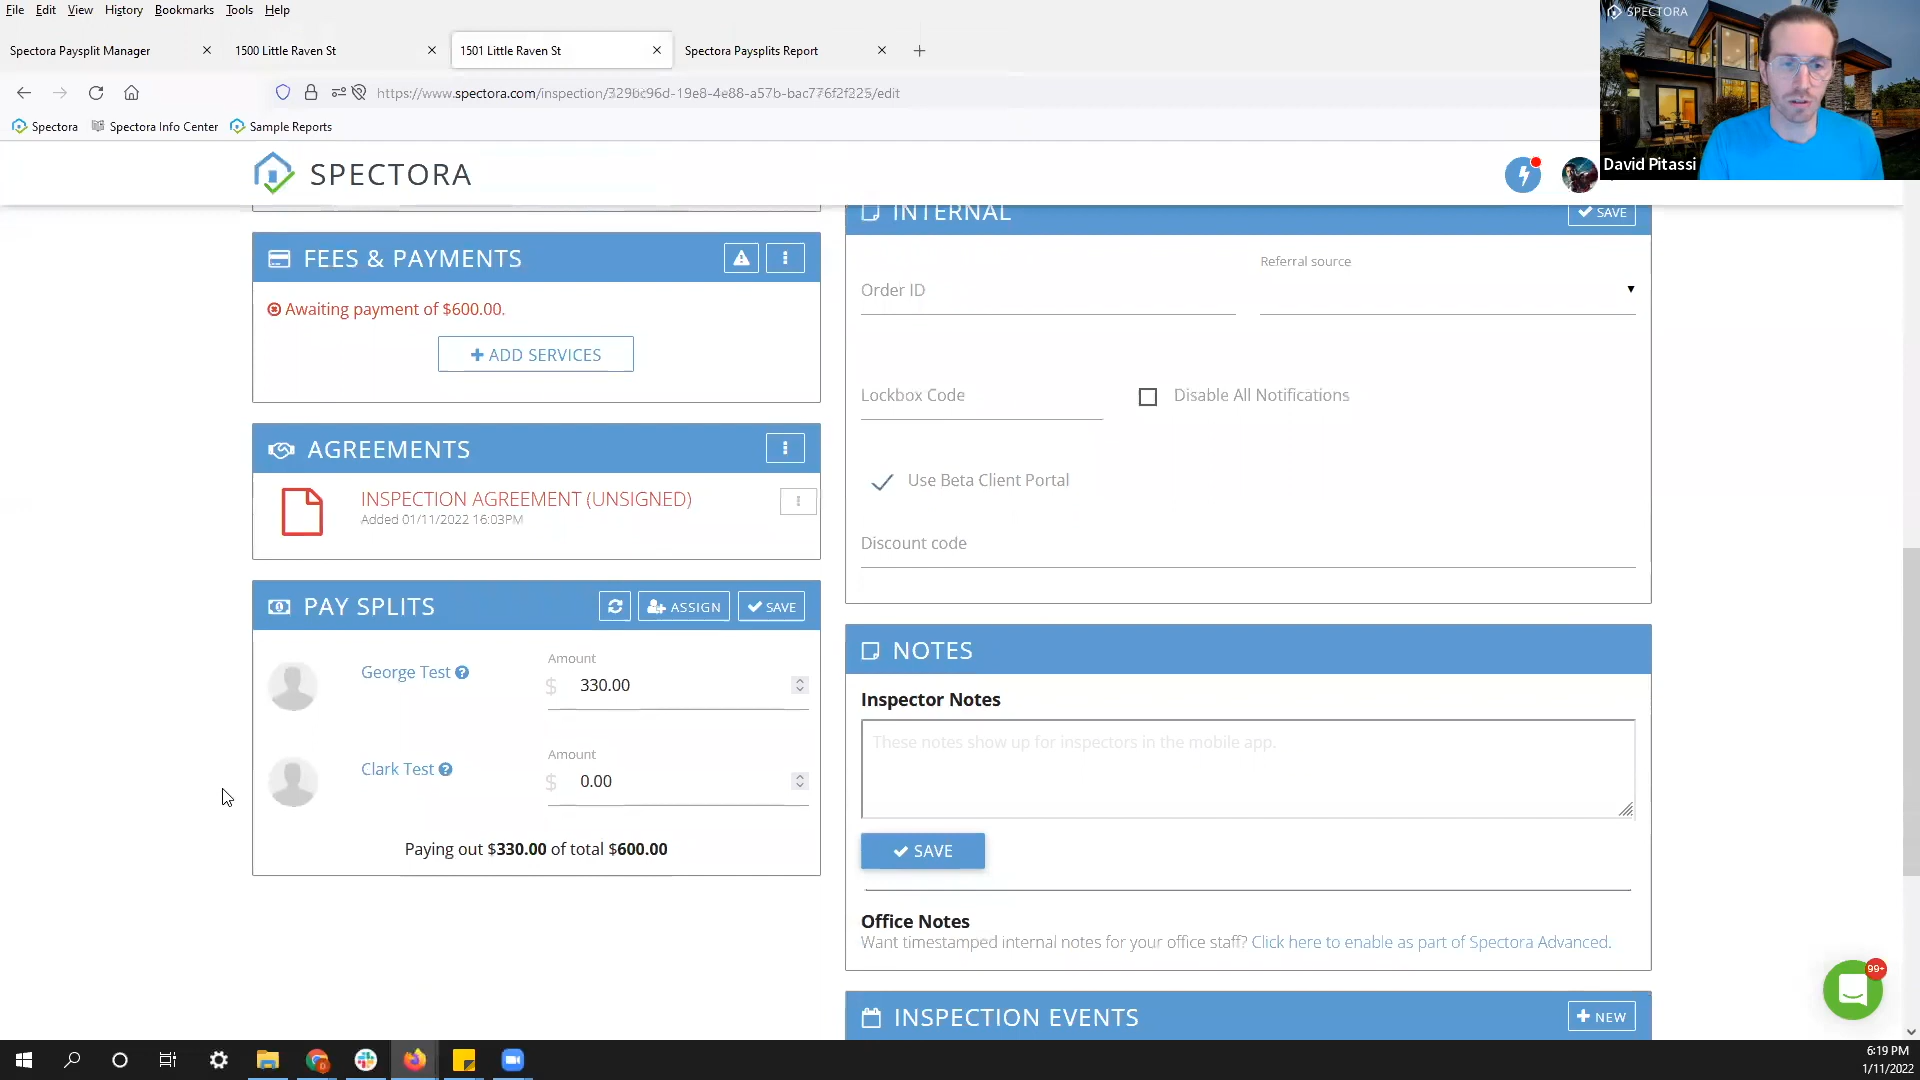 File Edit View History Bookmarks Tools Help
Spectora Paysplit Manager
1500 Little Raven St
1501 Little Raven St
Spectora Paysplits Report
https://www.spectora.com/inspection/329bc96d-19e8-4e88-a57b-bac776f2f225/edit
Spectora
Spectora Info Center
Sample Reports
SPECTORA
David Pitassi
SPECTORA
FEES & PAYMENTS
Awaiting payment of $600.00.
ADD SERVICES
AGREEMENTS
INSPECTION AGREEMENT (UNSIGNED)
Added 01/11/2022 16:03PM
PAY SPLITS
ASSIGN
SAVE
George Test
Amount
$ 330.00
Clark Test
Amount
$ 0.00
Paying out $330.00 of total $600.00
INTERNAL
SAVE
Order ID
Referral source
Lockbox Code
Disable All Notifications
Use Beta Client Portal
Discount code
NOTES
Inspector Notes
These notes show up for inspectors in the mobile app.
SAVE
Office Notes
Want timestamped internal notes for your office staff? Click here to enable as part of Spectora Advanced.
INSPECTION EVENTS
NEW
99+
6:19 PM
1/11/2022